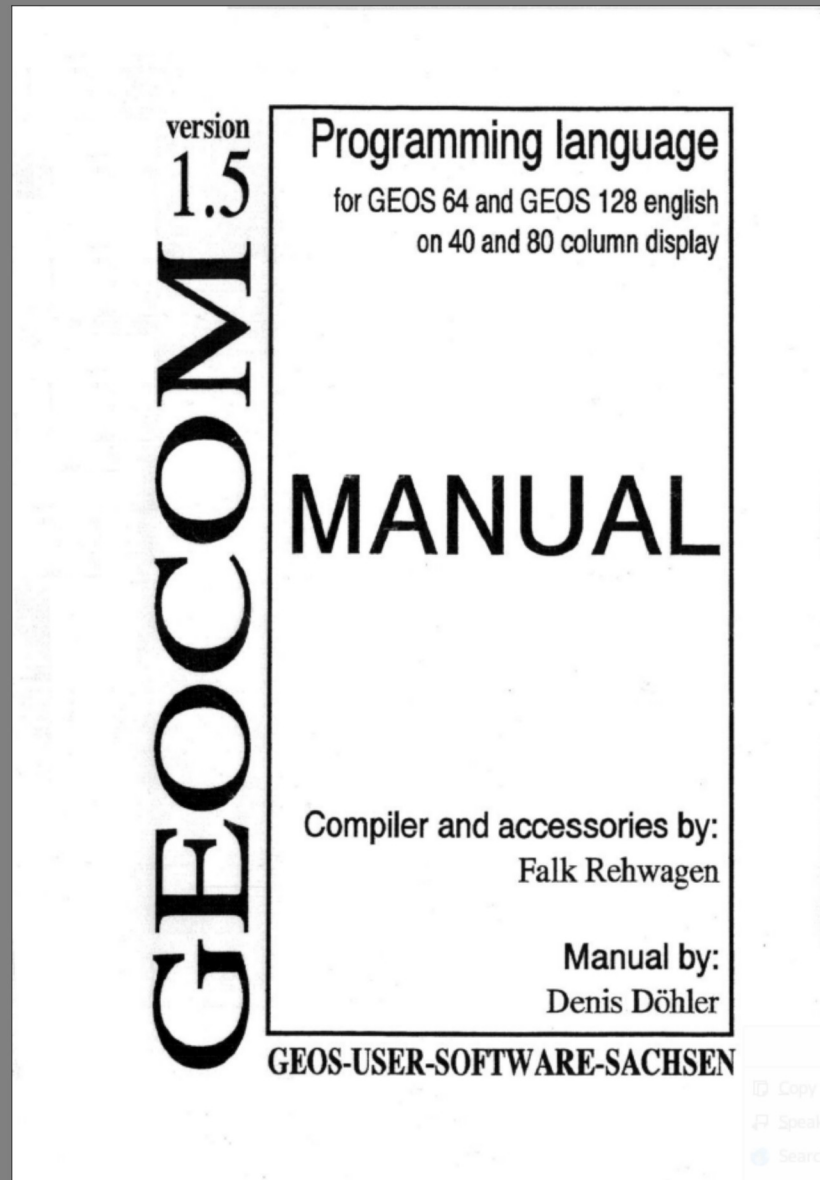 version
1.5
GEOCOM
Programming language
for GEOS 64 and GEOS 128 english
on 40 and 80 column display
MANUAL
Compiler and accessories by:
Falk Rehwagen
Manual by:
Denis Döhler
GEOS-USER-SOFTWARE-SACHSEN
Copy